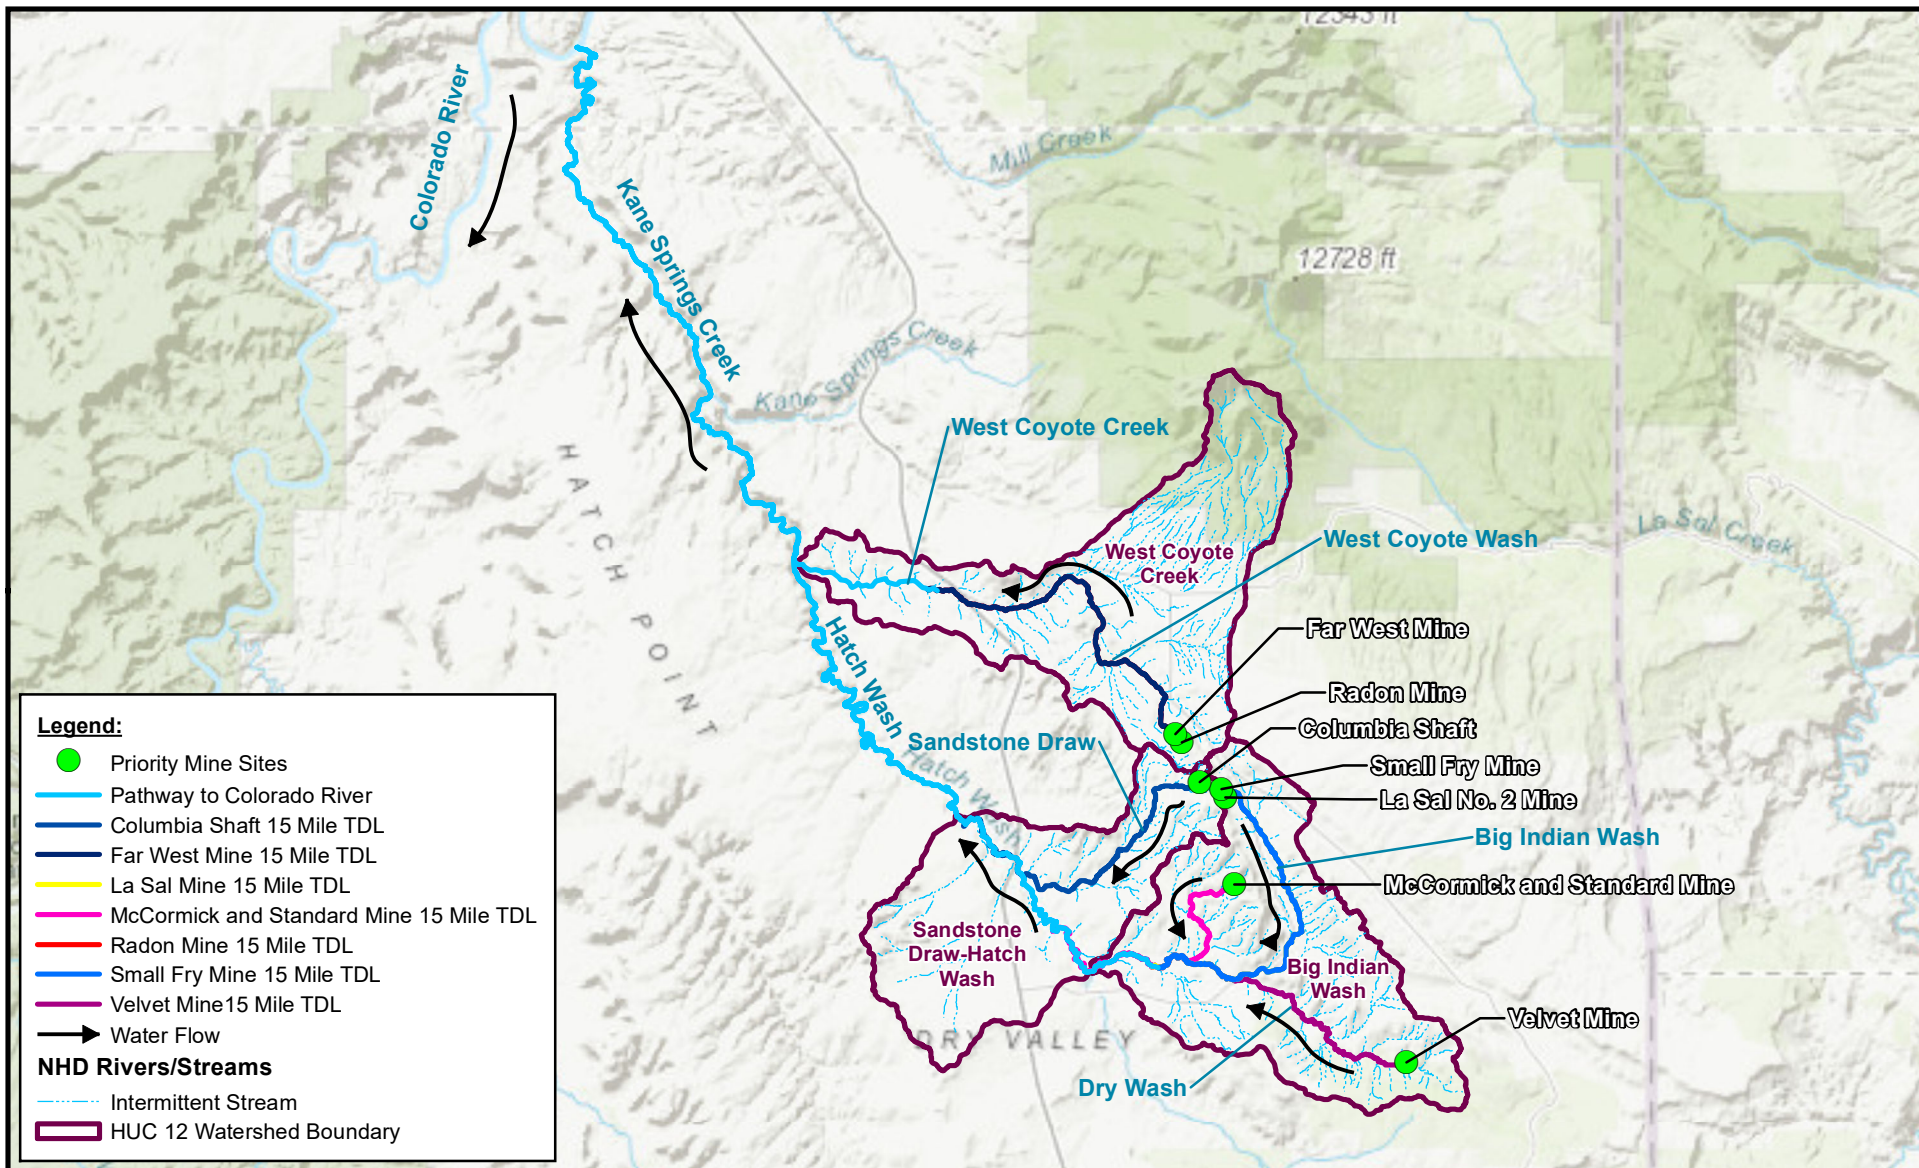 12343 ft
Colorado River
Mill Creek
Kane Springs Creek
12728 ft
Kane Springs Creek
West Coyote Creek
HATCH POINT
La Sal Creek
West Coyote Wash
West Coyote
Creek
Far West Mine
Hatch Wash
Radon Mine
Columbia Shaft
Sandstone Draw
Hatch Wash
Small Fry Mine
La Sal No. 2 Mine
Big Indian Wash
McCormick and Standard Mine
Sandstone
Draw-Hatch
Wash
Big Indian
Wash
Velvet Mine
DRY VALLEY
Dry Wash
Legend:
Priority Mine Sites
Pathway to Colorado River
Columbia Shaft 15 Mile TDL
Far West Mine 15 Mile TDL
La Sal Mine 15 Mile TDL
McCormick and Standard Mine 15 Mile TDL
Radon Mine 15 Mile TDL
Small Fry Mine 15 Mile TDL
Velvet Mine15 Mile TDL
Water Flow
NHD Rivers/Streams
Intermittent Stream
HUC 12 Watershed Boundary